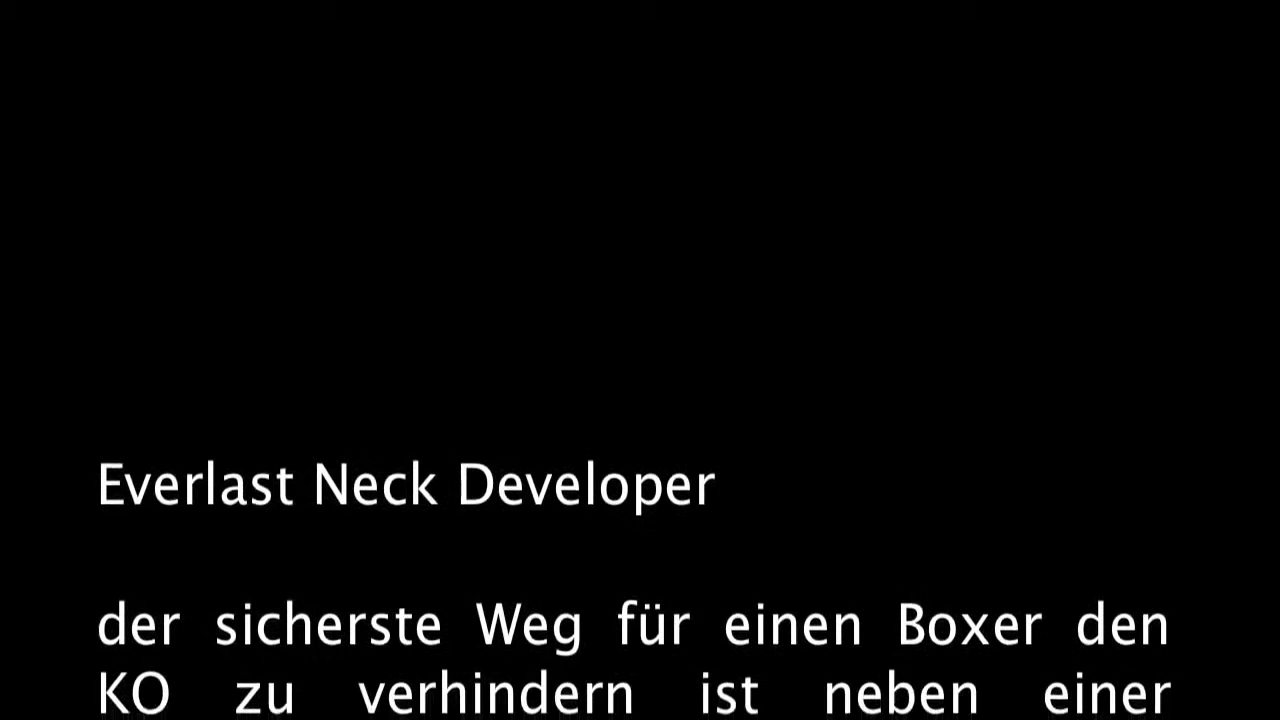 Everlast Neck Developer
der sicherste Weg für einen Boxer den
KO zu verhindern ist neben einer